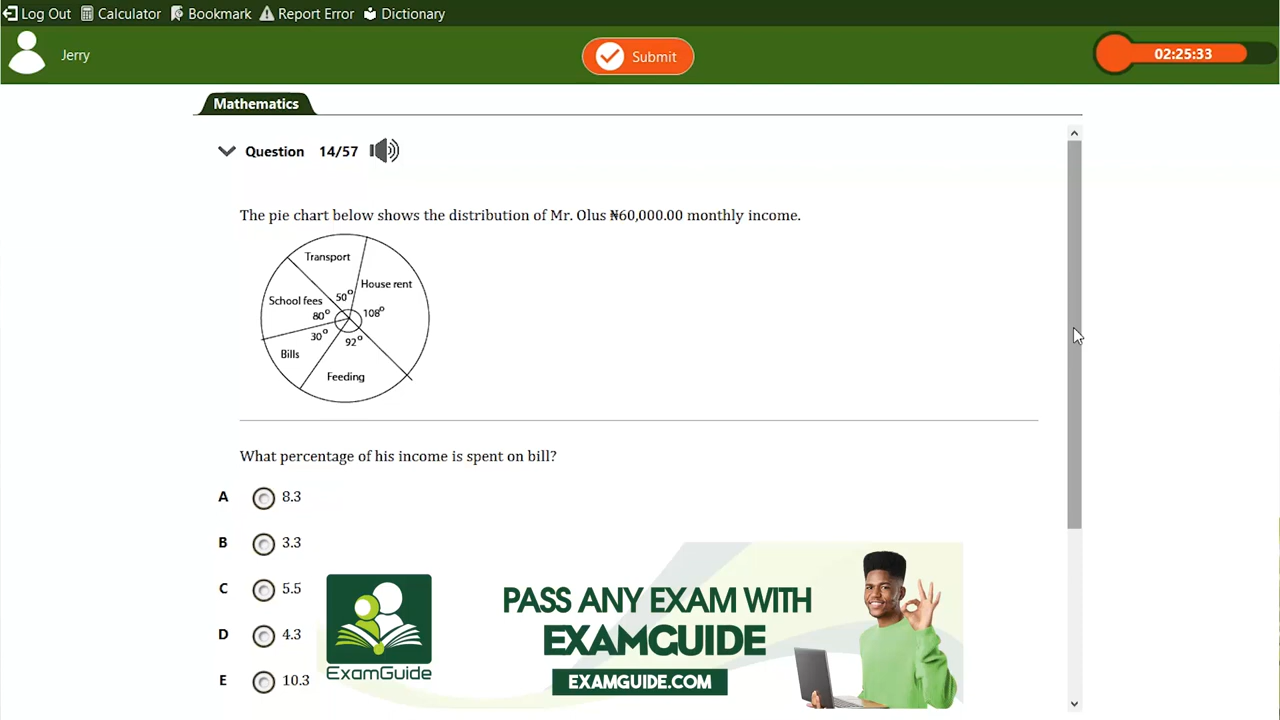 Log Out Calculator Bookmark Report Error Dictionary
Jerry
Submit
02:25:33
Mathematics
Question 14/57
The pie chart below shows the distribution of Mr. Olus ₦60,000.00 monthly income.
Transport
House rent
50°
School fees
108°
80°
30°
92°
Bills
Feeding
What percentage of his income is spent on bill?
A 8.3
B 3.3
C 5.5
D 4.3
E 10.3
ExamGuide
PASS ANY EXAM WITH
EXAMGUIDE
EXAMGUIDE.COM